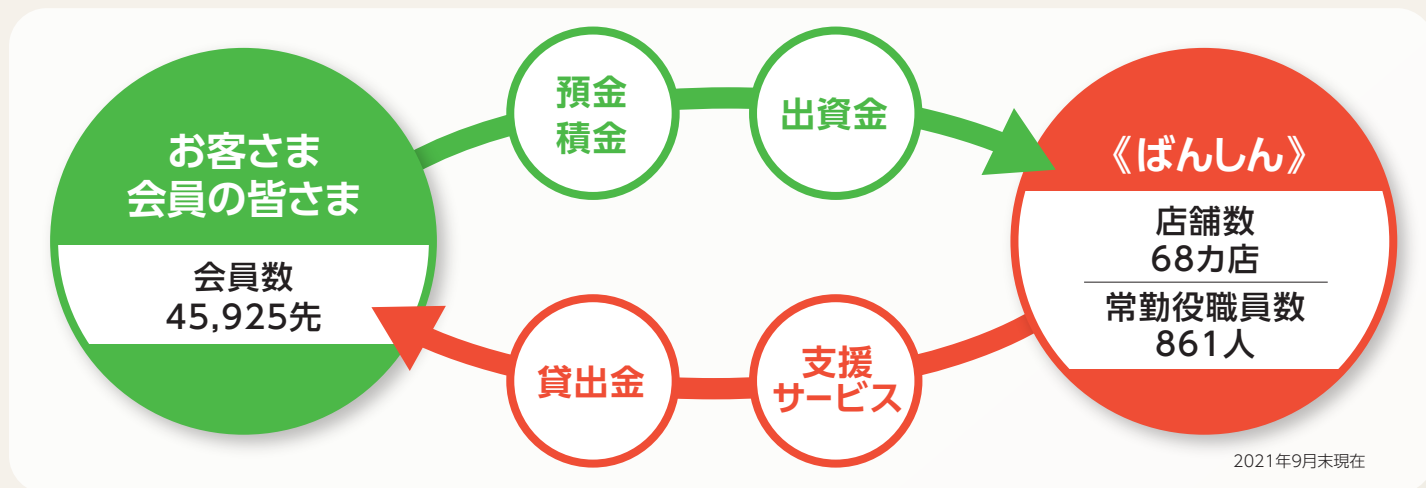 お客さま
会員の皆さま
会員数
45,925先
預金
積金
出資金
《ばんしん》
店舗数
68カ店
常勤役職員数
861人
支援
サービス
貸出金
2021年9月末現在